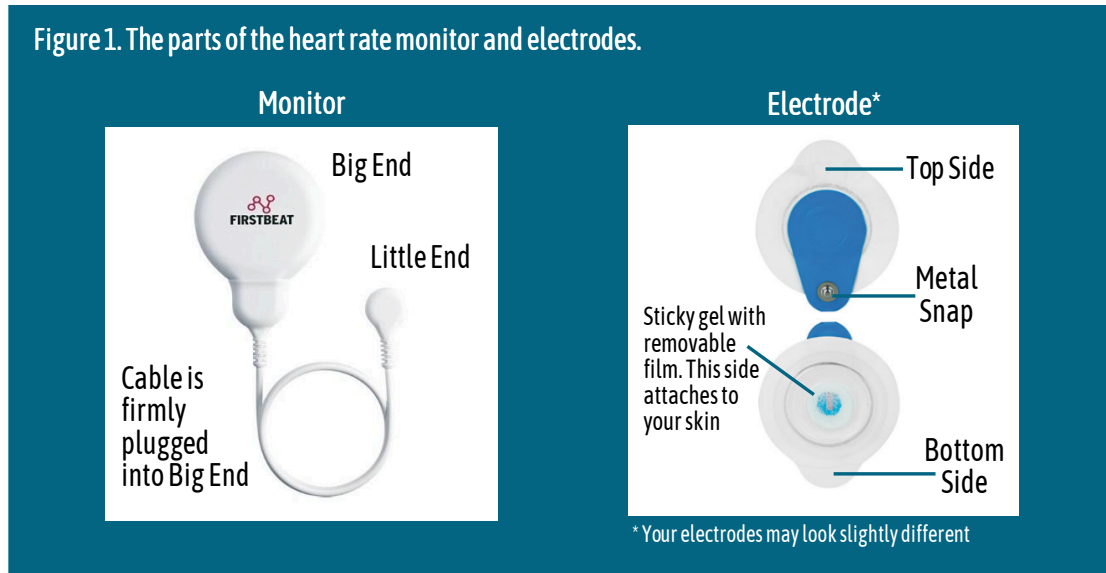 Figure 1. The parts of the heart rate monitor and electrodes.
Monitor
Big End
FIRSTBEAT
Little End
Cable is
firmly
plugged
into Big End
Electrode*
Top Side
Metal
Snap
Sticky gel with
removable
film. This side
attaches to
your skin
Bottom
Side
* Your electrodes may look slightly different